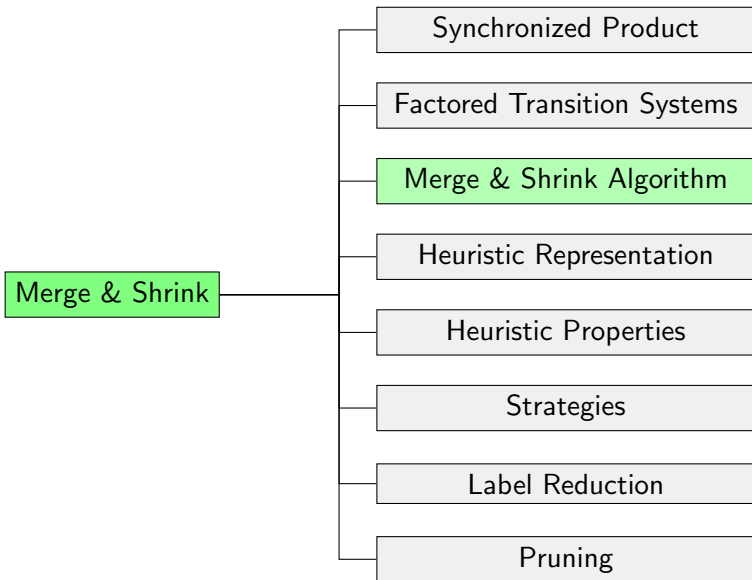 Synchronized Product
Factored Transition Systems
Merge & Shrink Algorithm
Heuristic Representation
Merge & Shrink
Heuristic Properties
Strategies
Label Reduction
Pruning